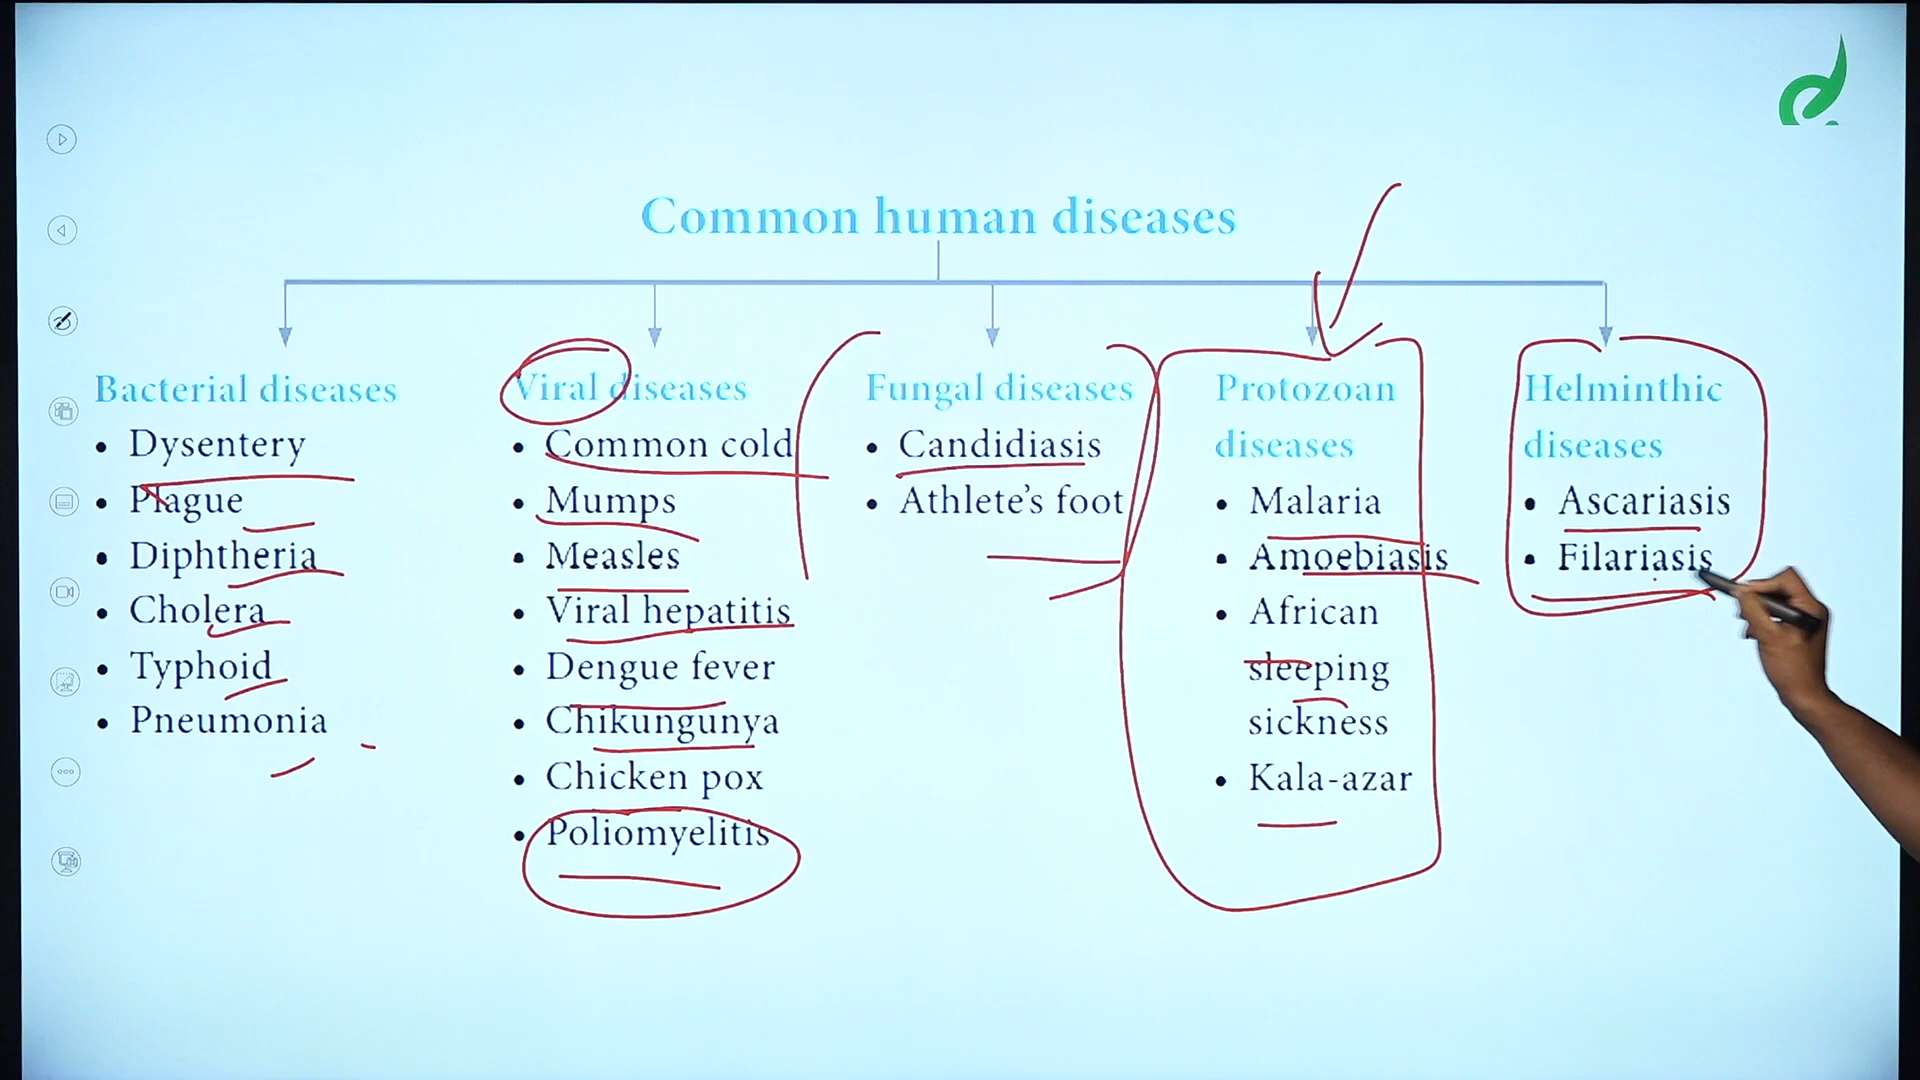 Common human diseases
Bacterial diseases
• Dysentery
• Plague
• Diphtheria
• Cholera
• Typhoid
• Pneumonia
Viral diseases
• Common cold
• Mumps
• Measles
• Viral hepatitis
• Dengue fever
• Chikungunya
• Chicken pox
• Poliomyelitis
Fungal diseases
• Candidiasis
• Athlete’s foot
Protozoan
diseases
• Malaria
• Amoebiasis
• African
sleeping
sickness
• Kala-azar
Helminthic
diseases
• Ascariasis
• Filariasis